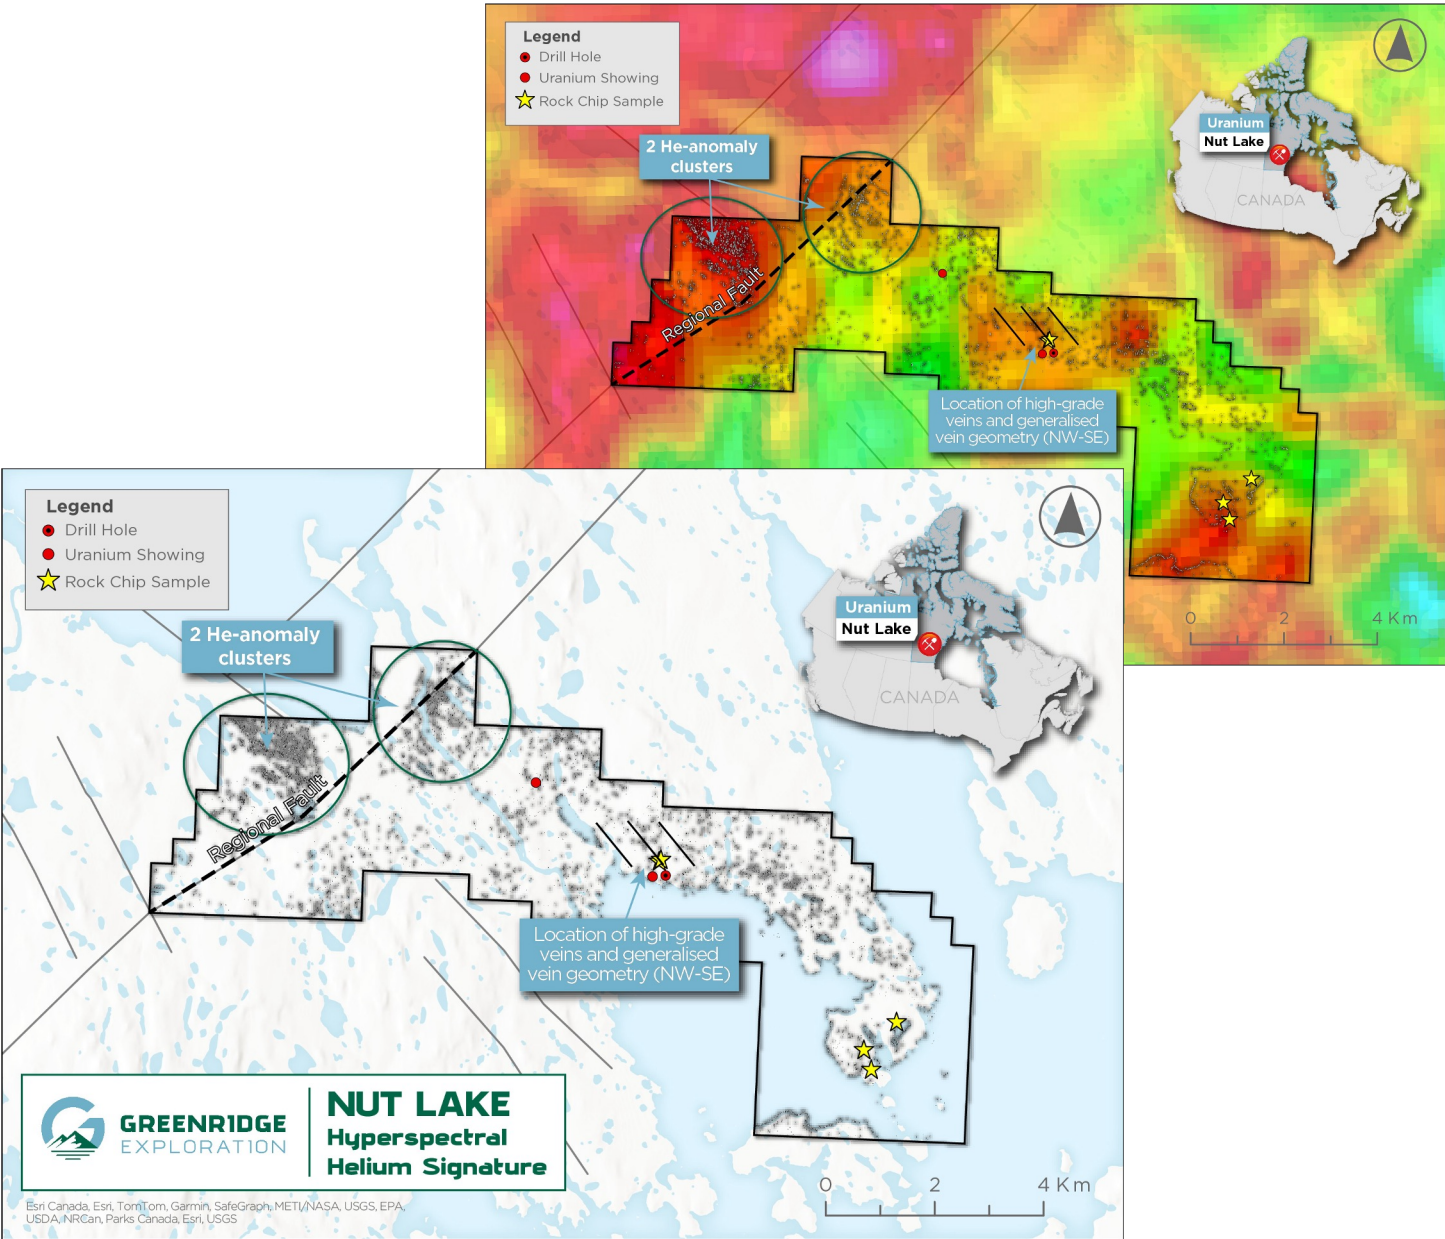 Legend
Drill Hole
Uranium Showing
Rock Chip Sample
2 He-anomaly
clusters
Uranium
Nut Lake
CANADA
Regional Fault
Location of high-grade
veins and generalised
vein geometry (NW-SE)
0 2 4 Km
Legend
Drill Hole
Uranium Showing
Rock Chip Sample
2 He-anomaly
clusters
Uranium
Nut Lake
CANADA
Regional Fault
Location of high-grade
veins and generalised
vein geometry (NW-SE)
GREENR1DGE
EXPLORAT1ON
NUT LAKE
Hyperspectral
Helium Signature
0 2 4 Km
Esri Canada, Esri, TomTom, Garmin, SafeGraph, METI/NASA, USGS, EPA,
USDA, NRCan, Parks Canada, Esri, USGS